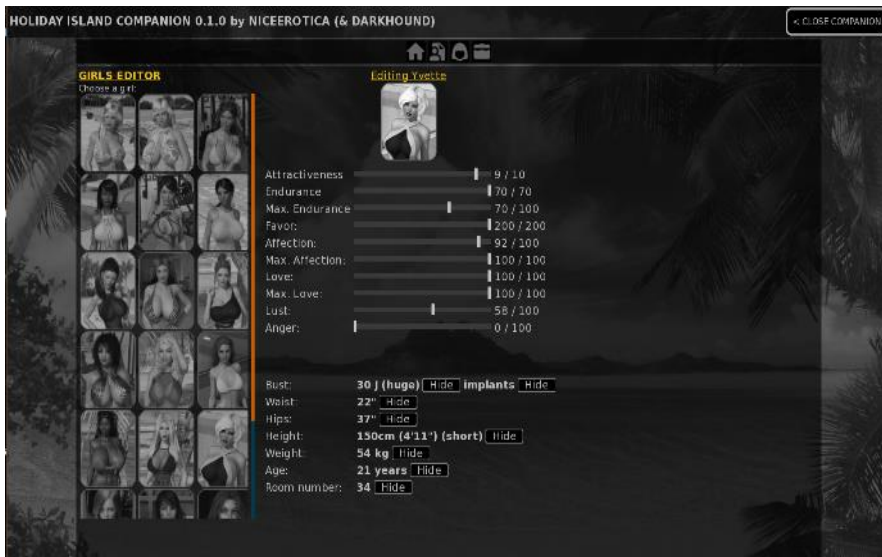 HOLIDAY ISLAND COMPANION 0.1.0 by NICEEROTICA (& DARKHOUND)
< CLOSE COMPANION
GIRLS EDITOR
Choose a girl:
Editing Yvette
Attractiveness 9 / 10
Endurance 70 / 70
Max. Endurance 70 / 100
Favor: 200 / 200
Affection: 92 / 100
Max. Affection: 100 / 100
Love: 100 / 100
Max. Love: 100 / 100
Lust: 58 / 100
Anger: 0 / 100
Bust: 30 J (huge) Hide implants Hide
Waist: 22" Hide
Hips: 37" Hide
Height: 150cm (4'11") (short) Hide
Weight: 54 kg Hide
Age: 21 years Hide
Room number: 34 Hide